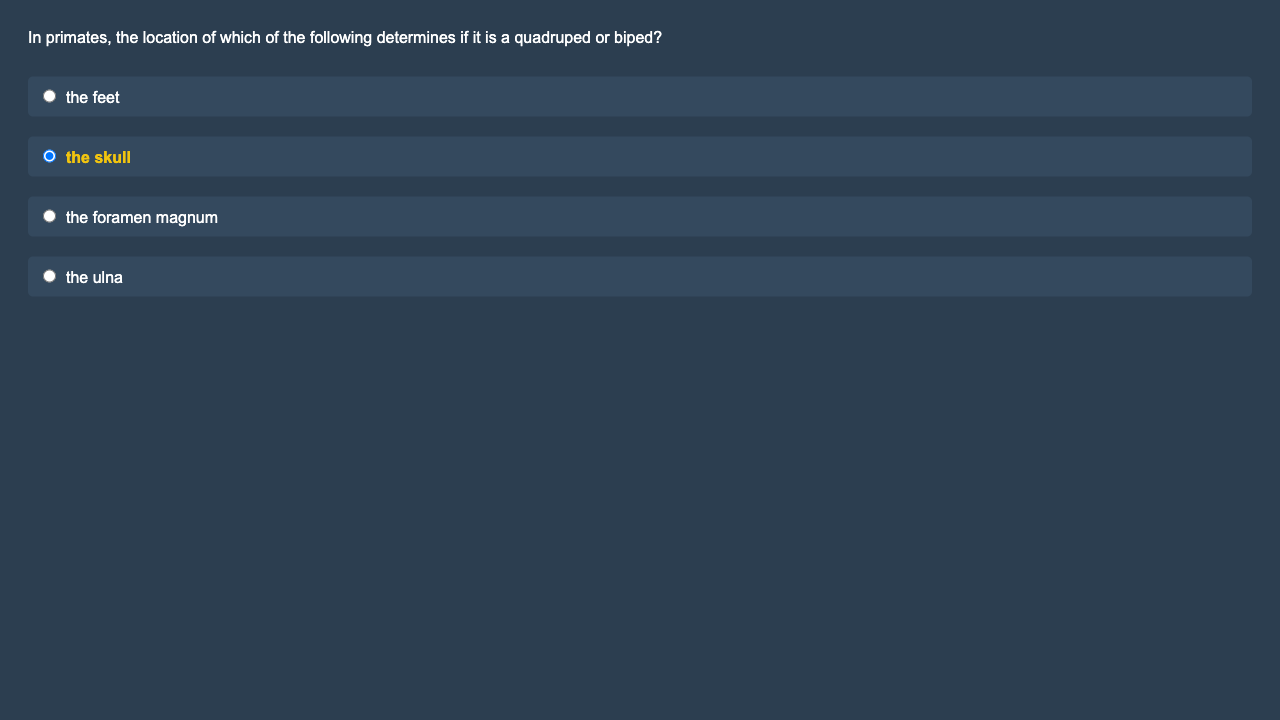 In primates, the location of which of the following determines if it is a quadruped or biped?
the feet
the skull
the foramen magnum
the ulna